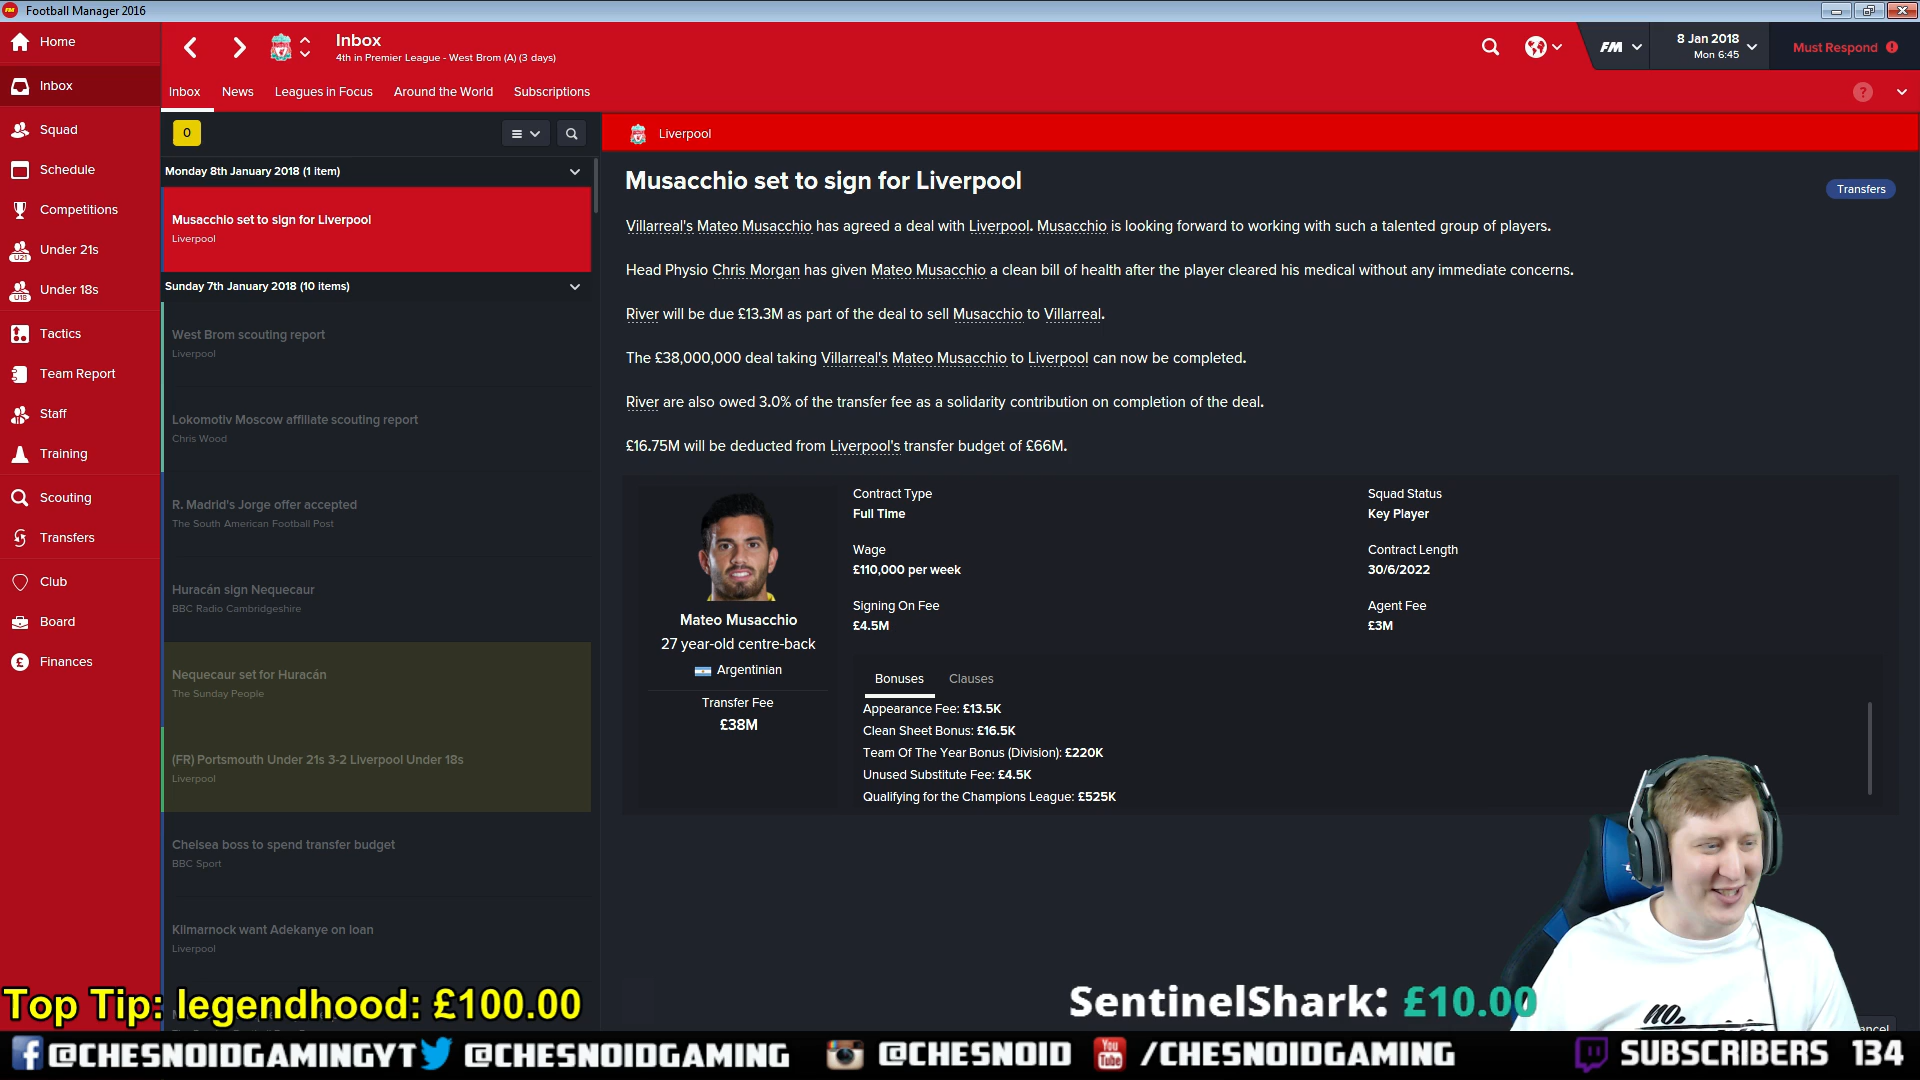 Football Manager 2016
Home
Inbox
Squad
Schedule
Competitions
Under 21s
Under 18s
Tactics
Team Report
Staff
Training
Scouting
Transfers
Club
Board
Finances
Inbox
4th in Premier League - West Brom (A) (3 days)
FM
8 Jan 2018
Mon 6:45
Must Respond
Inbox News Leagues in Focus Around the World Subscriptions
0
Monday 8th January 2018 (1 item)
Musacchio set to sign for Liverpool
Liverpool
Sunday 7th January 2018 (10 items)
West Brom scouting report
Liverpool
Lokomotiv Moscow affiliate scouting report
Chris Wood
R. Madrid's Jorge offer accepted
The South American Football Post
Huracán sign Nequecaur
BBC Radio Cambridgeshire
Nequecaur set for Huracán
The Sunday People
(FR) Portsmouth Under 21s 3-2 Liverpool Under 18s
Liverpool
Chelsea boss to spend transfer budget
BBC Sport
Kilmarnock want Adekanye on loan
Liverpool
Liverpool
Musacchio set to sign for Liverpool
Transfers
Villarreal's Mateo Musacchio has agreed a deal with Liverpool. Musacchio is looking forward to working with such a talented group of players.
Head Physio Chris Morgan has given Mateo Musacchio a clean bill of health after the player cleared his medical without any immediate concerns.
River will be due £13.3M as part of the deal to sell Musacchio to Villarreal.
The £38,000,000 deal taking Villarreal's Mateo Musacchio to Liverpool can now be completed.
River are also owed 3.0% of the transfer fee as a solidarity contribution on completion of the deal.
£16.75M will be deducted from Liverpool's transfer budget of £66M.
Mateo Musacchio
27 year-old centre-back
Argentinian
Transfer Fee
£38M
Contract Type
Full Time
Squad Status
Key Player
Wage
£110,000 per week
Contract Length
30/6/2022
Signing On Fee
£4.5M
Agent Fee
£3M
Bonuses Clauses
Appearance Fee: £13.5K
Clean Sheet Bonus: £16.5K
Team Of The Year Bonus (Division): £220K
Unused Substitute Fee: £4.5K
Qualifying for the Champions League: £525K
Top Tip: legendhood: £100.00
SentinelShark: £10.00
@CHESNOIDGAMINGYT @CHESNOIDGAMING @CHESNOID You Tube /CHESNOIDGAMING SUBSCRIBERS 134